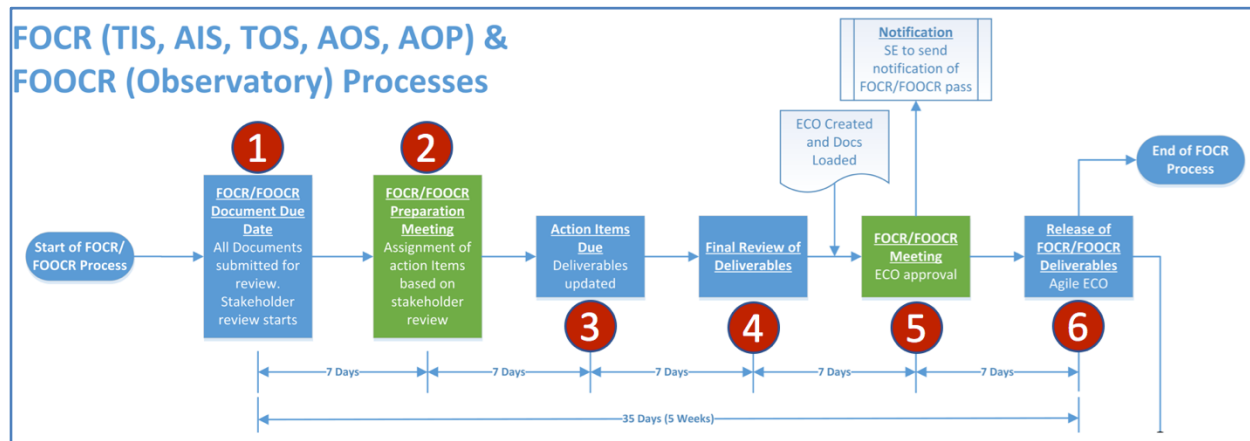 FOCR (TIS, AIS, TOS, AOS, AOP) &
FOOCR (Observatory) Processes
Notification
SE to send
notification of
FOCR/FOOCR pass
ECO Created
and Docs
Loaded
End of FOCR
Process
1
2
Start of FOCR/
FOOCR Process
FOCR/FOOCR
Document Due
Date
All Documents
submitted for
review.
Stakeholder
review starts
FOCR/FOOCR
Preparation
Meeting
Assignment of
action Items
based on
stakeholder
review
Action Items
Due
Deliverables
updated
Final Review of
Deliverables
FOCR/FOOCR
Meeting
ECO approval
Release of
FOCR/FOOCR
Deliverables
Agile ECO
3
4
5
6
7 Days
7 Days
7 Days
7 Days
7 Days
35 Days (5 Weeks)